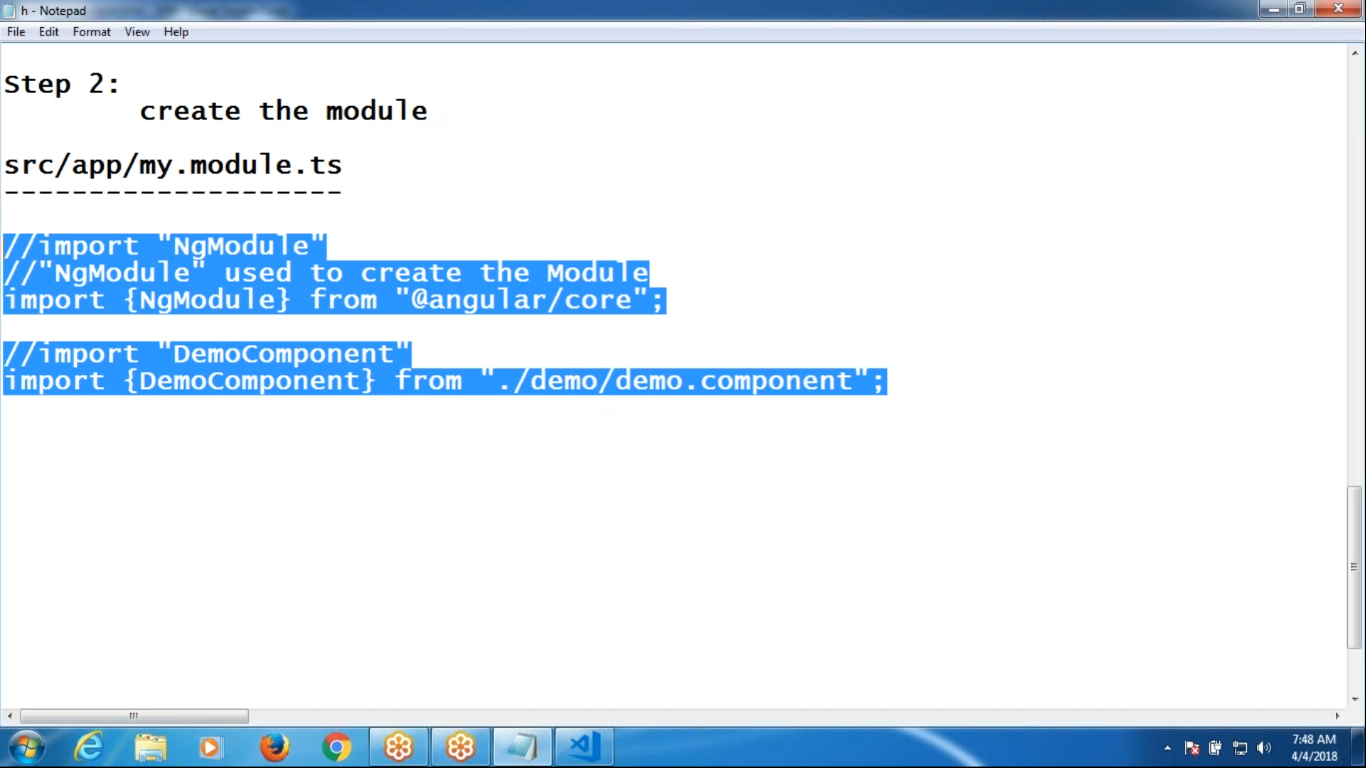 h - Notepad
File Edit Format View Help
Step 2:
create the module
src/app/my.module.ts
--------------------
//import "NgModule"
//"NgModule" used to create the Module
import {NgModule} from "@angular/core";
//import "DemoComponent"
import {DemoComponent} from "./demo/demo.component";
7:48 AM
4/4/2018